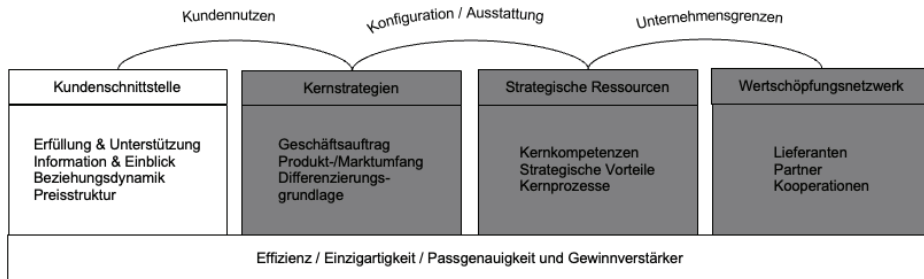 Kundennutzen
Konfiguration / Ausstattung
Unternehmensgrenzen
Kundenschnittstelle
Erfüllung & Unterstützung
Information & Einblick
Beziehungsdynamik
Preisstruktur
Kernstrategien
Geschäftsauftrag
Produkt-/Marktumfang
Differenzierungs-
grundlage
Strategische Ressourcen
Kernkompetenzen
Strategische Vorteile
Kernprozesse
Wertschöpfungsnetzwerk
Lieferanten
Partner
Kooperationen
Effizienz / Einzigartigkeit / Passgenauigkeit und Gewinnverstärker